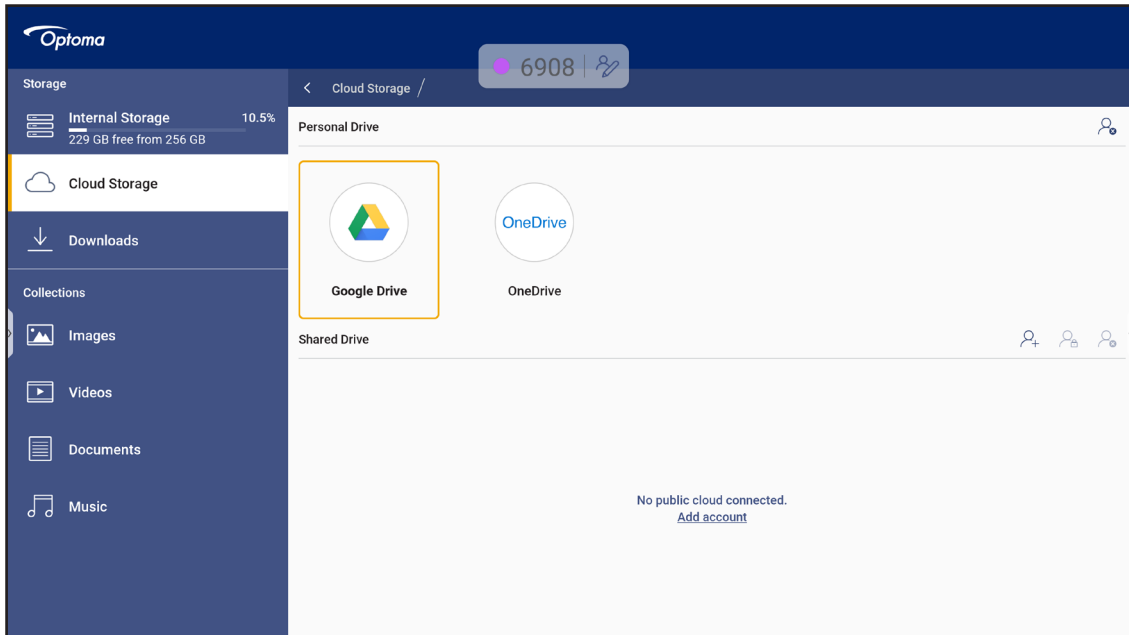 Optoma
6908
Storage
Cloud Storage /
Internal Storage 10.5%
229 GB free from 256 GB
Personal Drive
Cloud Storage
OneDrive
Downloads
Google Drive
OneDrive
Collections
Images
Shared Drive
Videos
Documents
Music
No public cloud connected.
Add account